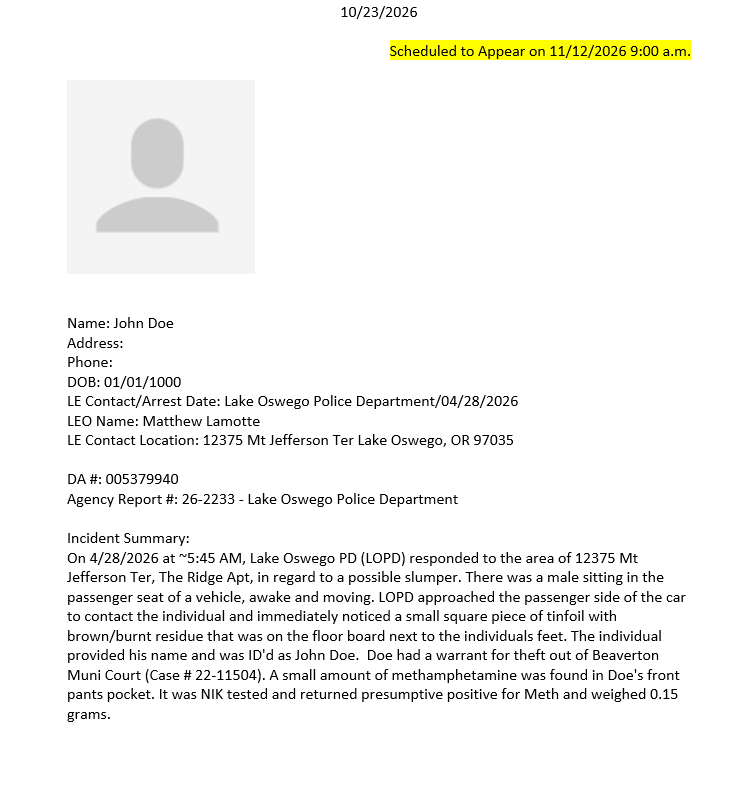 10/23/2026
Scheduled to Appear on 11/12/2026 9:00 a.m.
Name: John Doe
Address:
Phone:
DOB: 01/01/1000
LE Contact/Arrest Date: Lake Oswego Police Department/04/28/2026
LEO Name: Matthew Lamotte
LE Contact Location: 12375 Mt Jefferson Ter Lake Oswego, OR 97035
DA #: 005379940
Agency Report #: 26-2233 - Lake Oswego Police Department
Incident Summary:
On 4/28/2026 at ~5:45 AM, Lake Oswego PD (LOPD) responded to the area of 12375 Mt
Jefferson Ter, The Ridge Apt, in regard to a possible slumper. There was a male sitting in the
passenger seat of a vehicle, awake and moving. LOPD approached the passenger side of the car
to contact the individual and immediately noticed a small square piece of tinfoil with
brown/burnt residue that was on the floor board next to the individuals feet. The individual
provided his name and was ID'd as John Doe.  Doe had a warrant for theft out of Beaverton
Muni Court (Case # 22-11504). A small amount of methamphetamine was found in Doe's front
pants pocket. It was NIK tested and returned presumptive positive for Meth and weighed 0.15
grams.